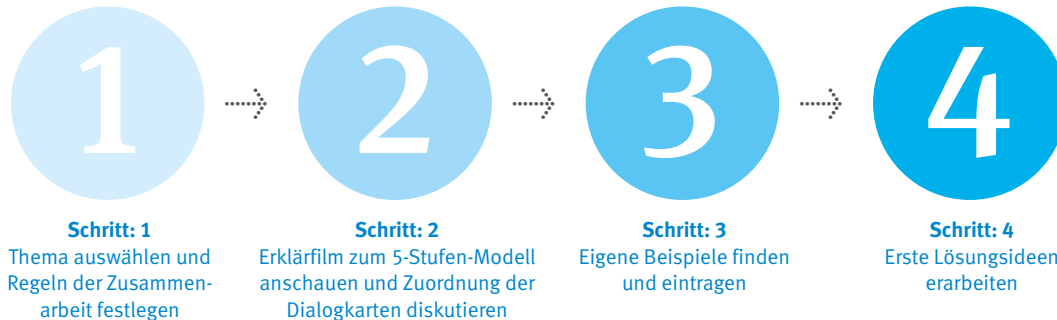 1
2
3
4
Schritt: 1
Thema auswählen und
Regeln der Zusammen-
arbeit festlegen
Schritt: 2
Erklärfilm zum 5-Stufen-Modell
anschauen und Zuordnung der
Dialogkarten diskutieren
Schritt: 3
Eigene Beispiele finden
und eintragen
Schritt: 4
Erste Lösungsideen
erarbeiten